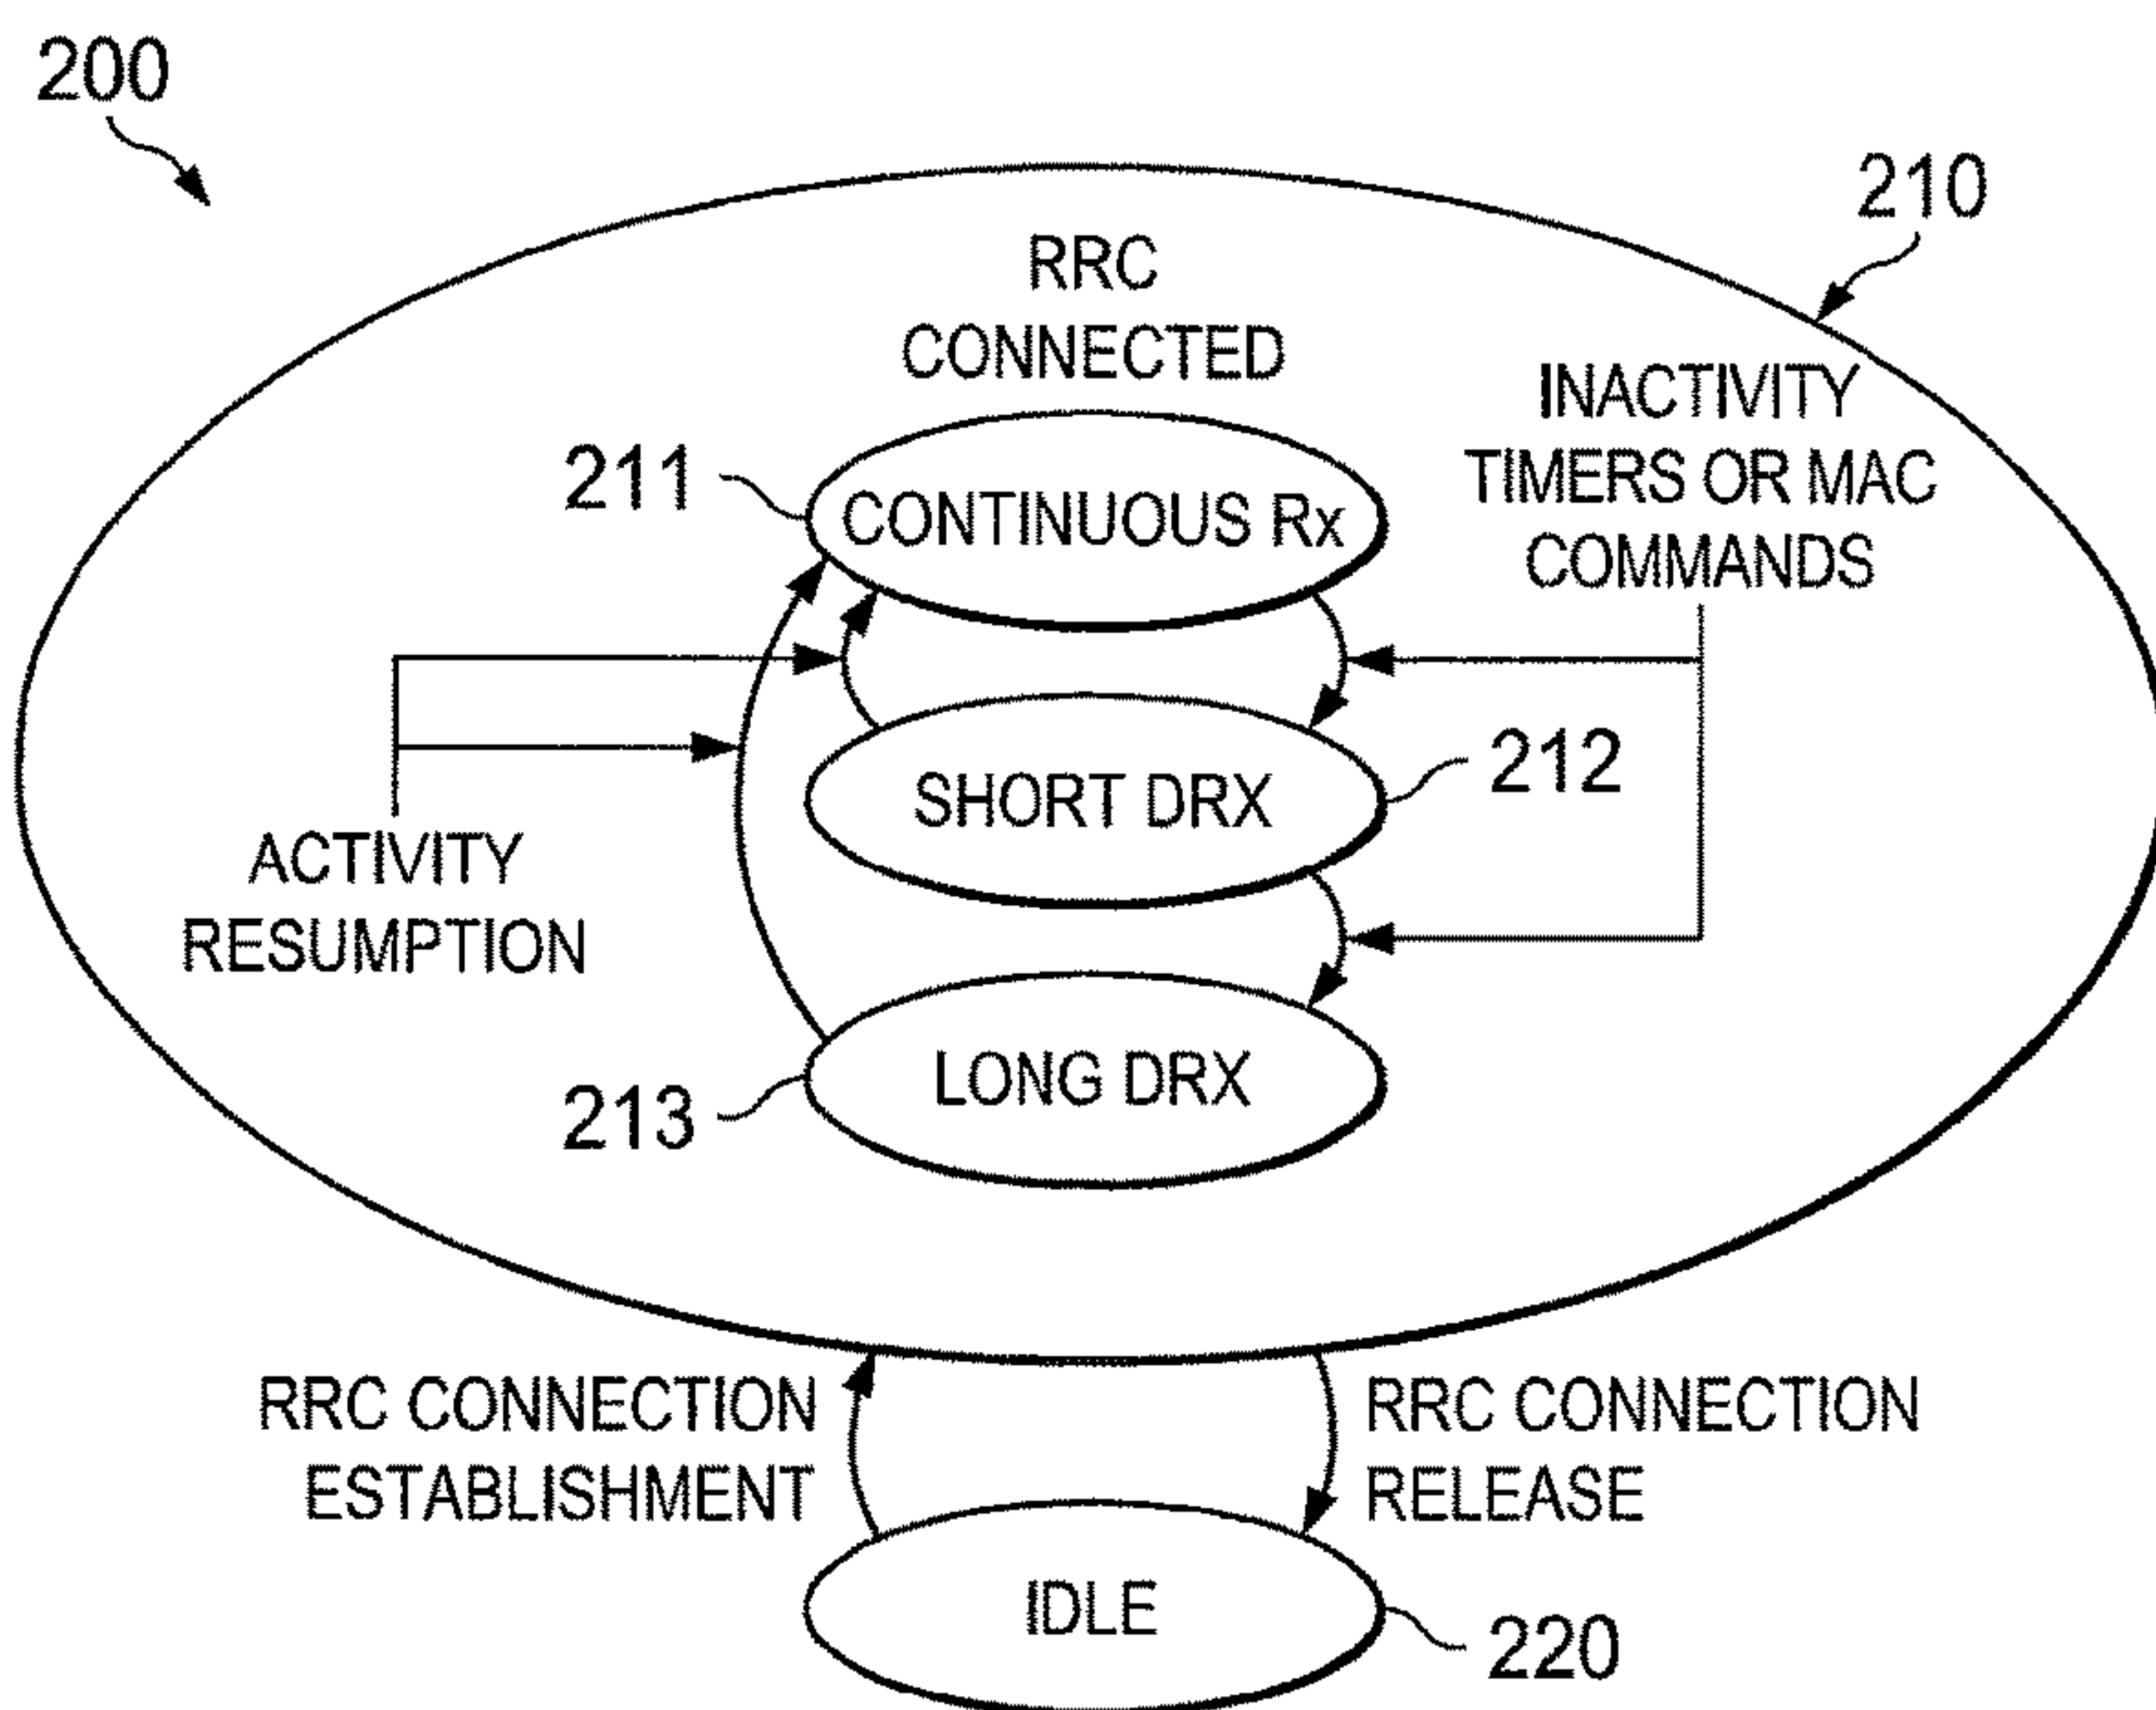 200
210
RRC
CONNECTED
INACTIVITY
TIMERS OR MAC
COMMANDS
211
CONTINUOUS Rx
SHORT DRX
212
ACTIVITY
RESUMPTION
LONG DRX
213
RRC CONNECTION
ESTABLISHMENT
RRC CONNECTION
RELEASE
IDLE
220